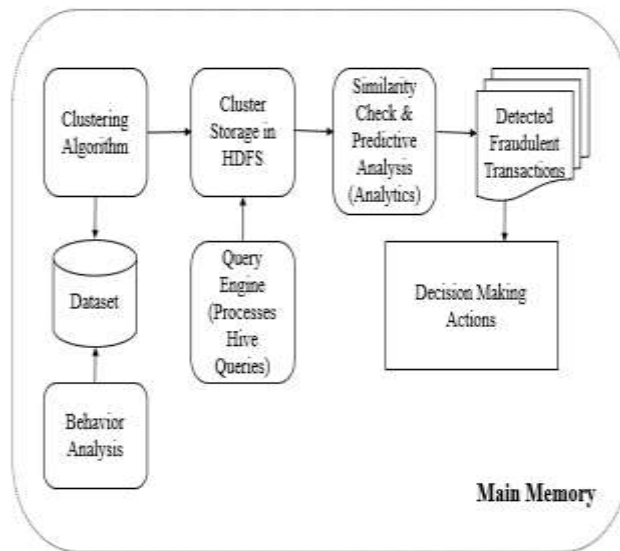 Clustering
Algorithm
Cluster
Storage in
HDFS
Similarity
Check &
Predictive
Analysis
(Analytics)
Detected
Fraudulent
Transactions
Dataset
Query
Engine
(Processes
Hive
Queries)
Decision Making
Actions
Behavior
Analysis
Main Memory